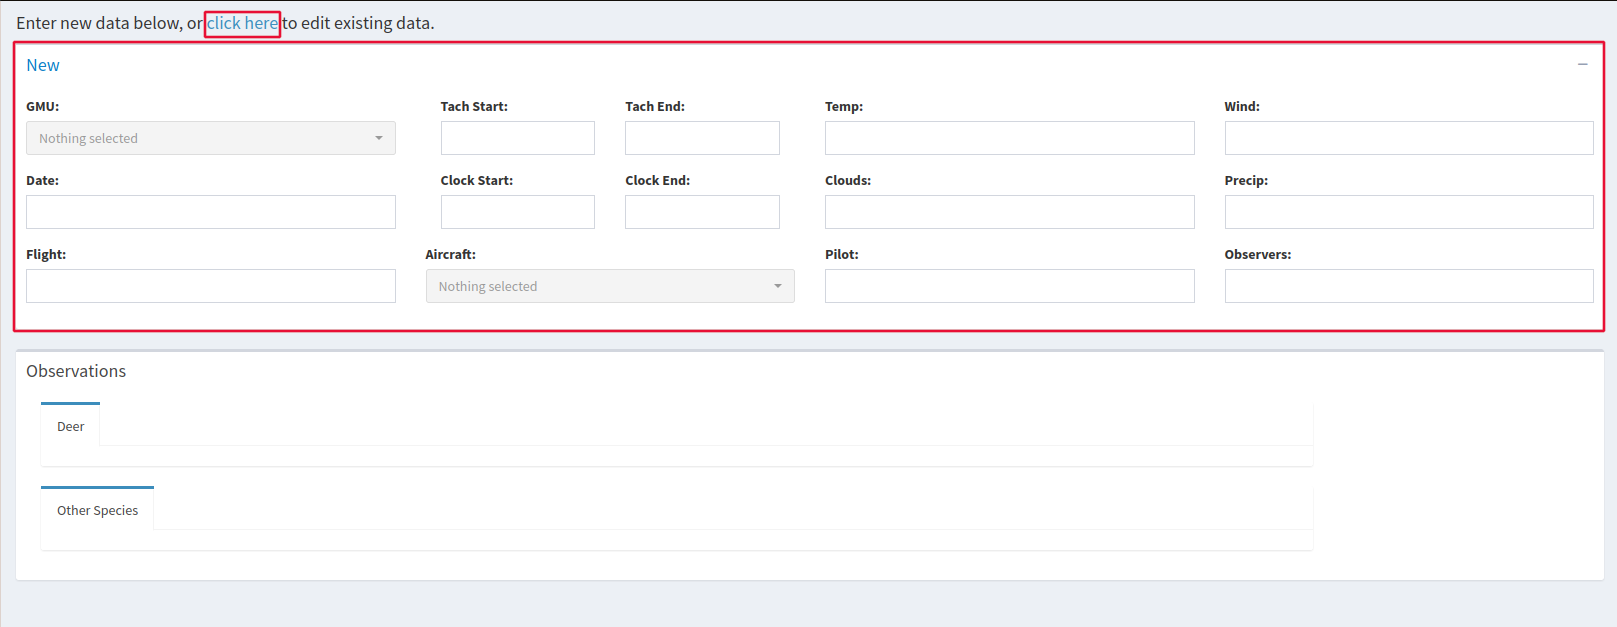 Enter new data below, or click here to edit existing data.
New
GMU: Tach Start: Tach End: Temp: Wind:
Nothing selected
Date: Clock Start: Clock End: Clouds: Precip:
Flight: Aircraft: Pilot: Observers:
Nothing selected
Observations
Deer
Other Species